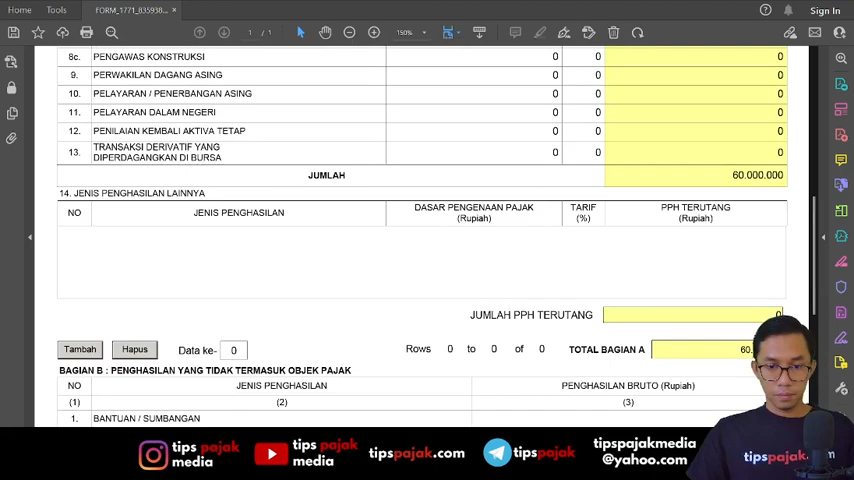 Home Tools FORM_1771_835938... × Sign In
1 / 1 150%
8c. PENGAWAS KONSTRUKSI 0 0 0
9. PERWAKILAN DAGANG ASING 0 0 0
10. PELAYARAN / PENERBANGAN ASING 0 0 0
11. PELAYARAN DALAM NEGERI 0 0 0
12. PENILAIAN KEMBALI AKTIVA TETAP 0 0 0
13. TRANSAKSI DERIVATIF YANG
DIPERDAGANGKAN DI BURSA 0 0 0
JUMLAH 60.000.000
14. JENIS PENGHASILAN LAINNYA
NO JENIS PENGHASILAN DASAR PENGENAAN PAJAK
(Rupiah) TARIF
(%) PPH TERUTANG
(Rupiah)
JUMLAH PPH TERUTANG 0
Tambah Hapus Data ke- 0 Rows 0 to 0 of 0 TOTAL BAGIAN A 60.
BAGIAN B : PENGHASILAN YANG TIDAK TERMASUK OBJEK PAJAK
NO JENIS PENGHASILAN PENGHASILAN BRUTO (Rupiah)
(1) (2) (3)
1. BANTUAN / SUMBANGAN
tips pajak
media
tips pajak
media
tipspajak.com
tipspajak
tipspajakmedia
@yahoo.com
tipspajak.com